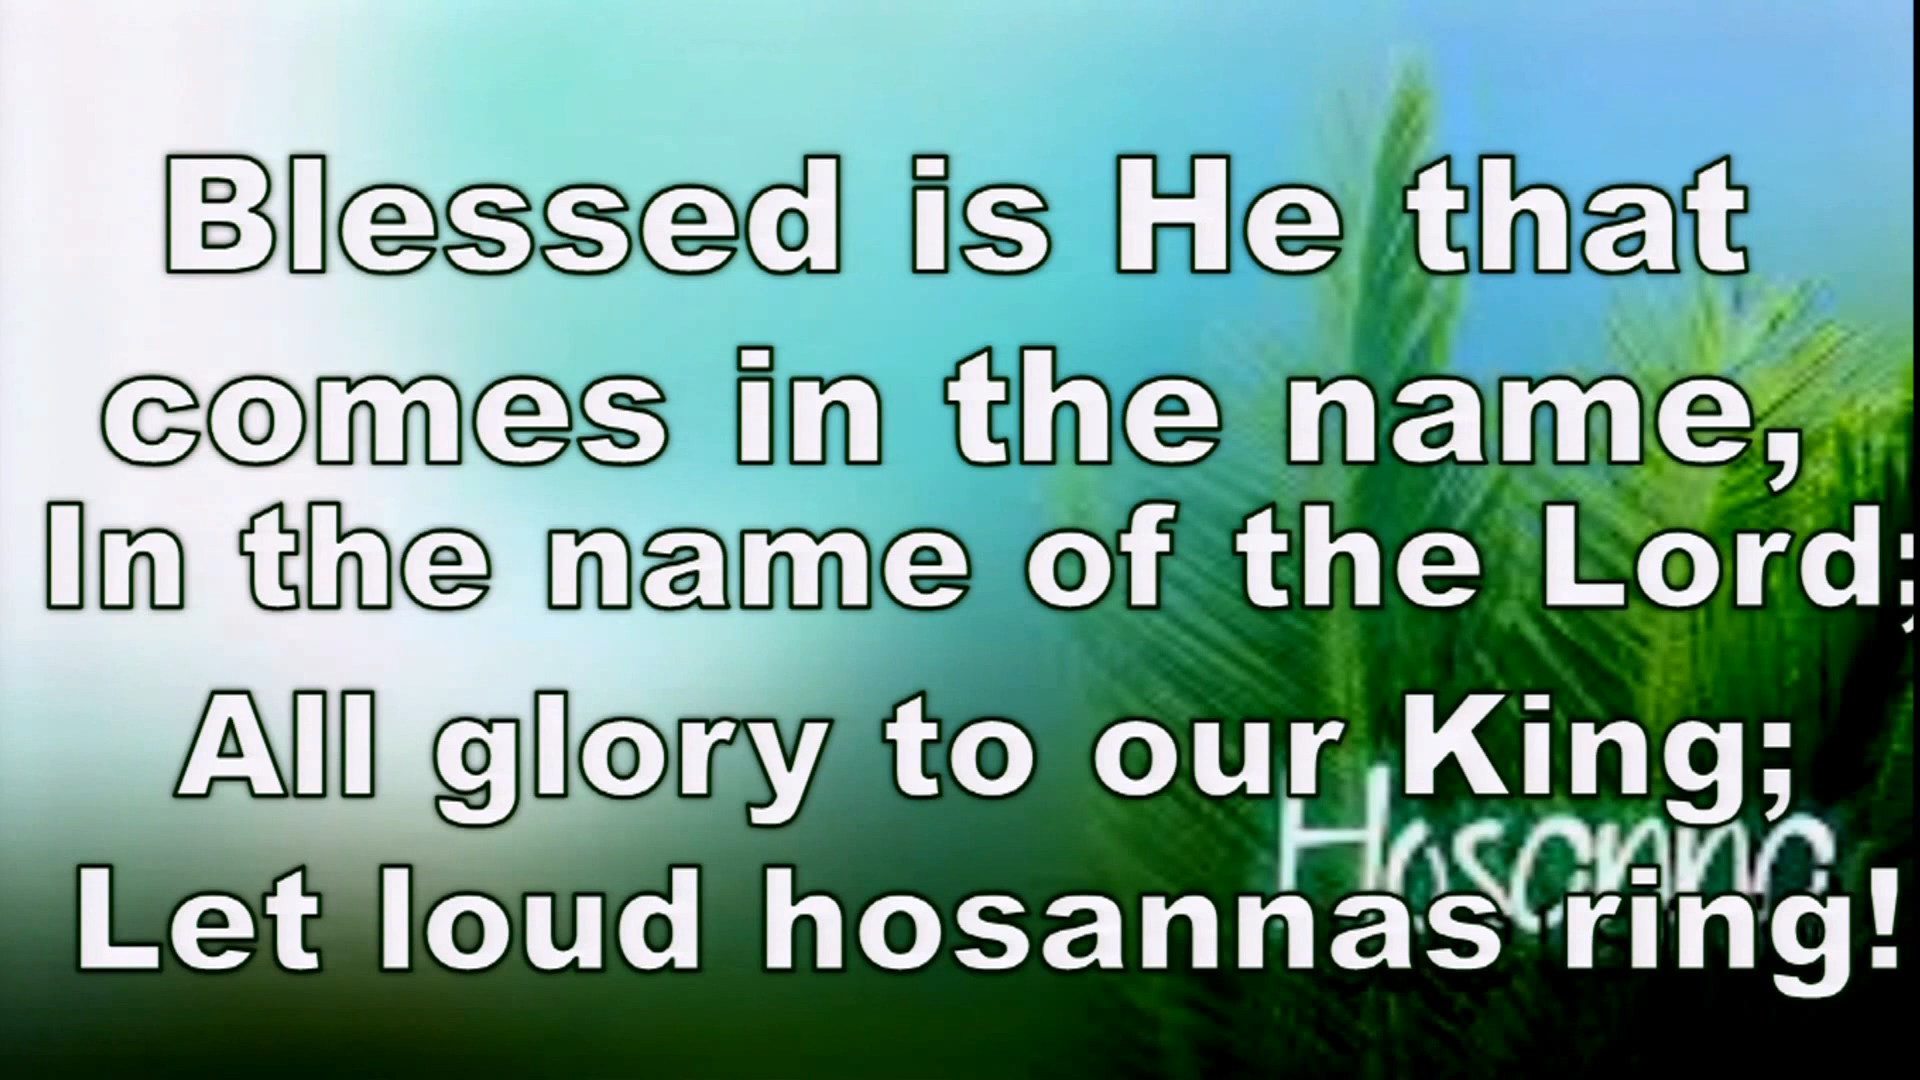 Blessed is He that
comes in the name,
In the name of the Lord;
All glory to our King;
Hosanna
Let loud hosannas ring!